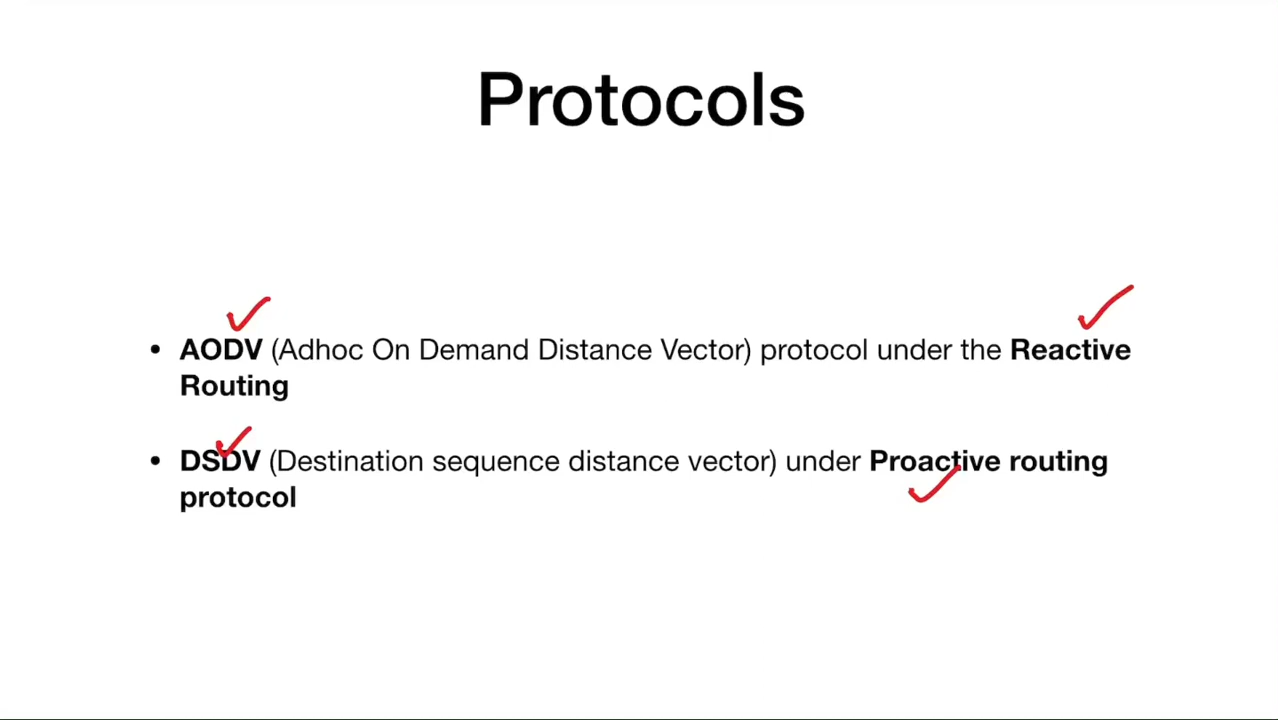 Protocols
• AODV (Adhoc On Demand Distance Vector) protocol under the Reactive
Routing
• DSDV (Destination sequence distance vector) under Proactive routing
protocol